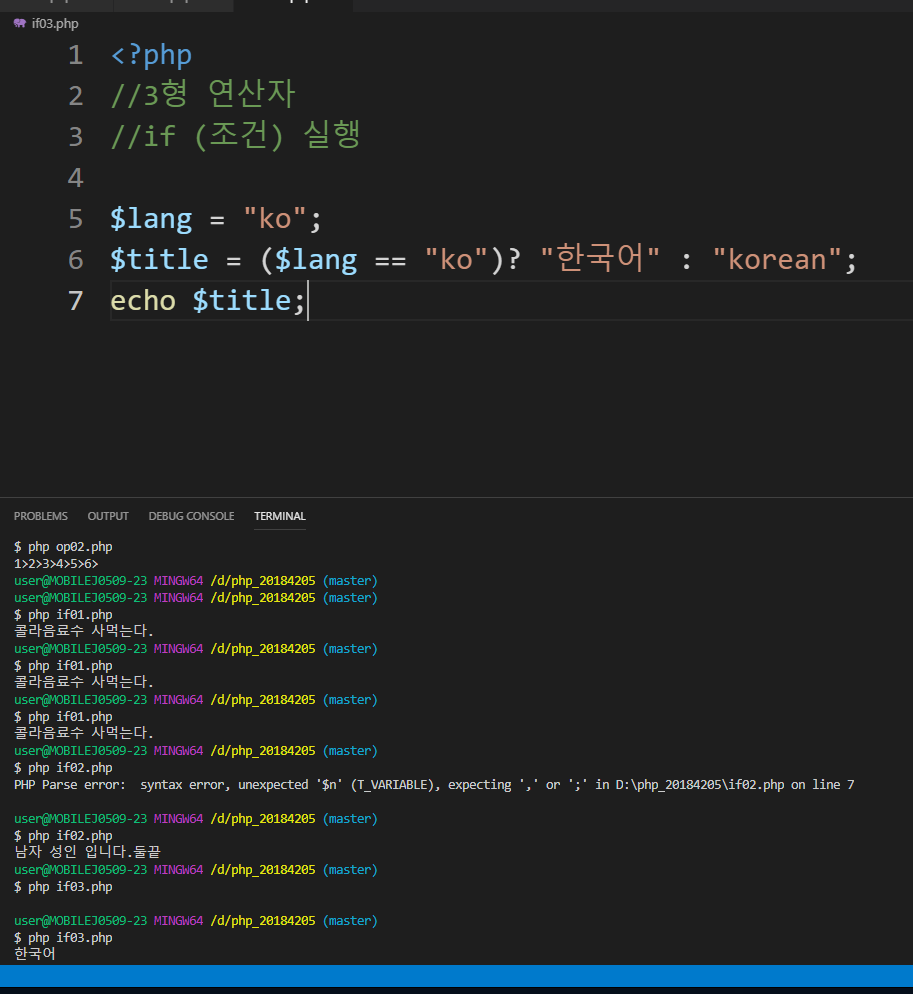 if03.php
1 <?php
2 //3형 연산자
3 //if (조건) 실행
4
5 $lang = "ko";
6 $title = ($lang == "ko")? "한국어" : "korean";
7 echo $title;
PROBLEMS OUTPUT DEBUG CONSOLE TERMINAL
$ php op02.php
1>2>3>4>5>6>
user@MOBILEJ0509-23 MINGW64 /d/php_20184205 (master)
user@MOBILEJ0509-23 MINGW64 /d/php_20184205 (master)
$ php if01.php
콜라음료수 사먹는다.
user@MOBILEJ0509-23 MINGW64 /d/php_20184205 (master)
$ php if01.php
콜라음료수 사먹는다.
user@MOBILEJ0509-23 MINGW64 /d/php_20184205 (master)
$ php if01.php
콜라음료수 사먹는다.
user@MOBILEJ0509-23 MINGW64 /d/php_20184205 (master)
$ php if02.php
PHP Parse error:  syntax error, unexpected '$n' (T_VARIABLE), expecting ',' or ';' in D:\php_20184205\if02.php on line 7
user@MOBILEJ0509-23 MINGW64 /d/php_20184205 (master)
$ php if02.php
남자 성인 입니다.둘끝
user@MOBILEJ0509-23 MINGW64 /d/php_20184205 (master)
$ php if03.php
user@MOBILEJ0509-23 MINGW64 /d/php_20184205 (master)
$ php if03.php
한국어